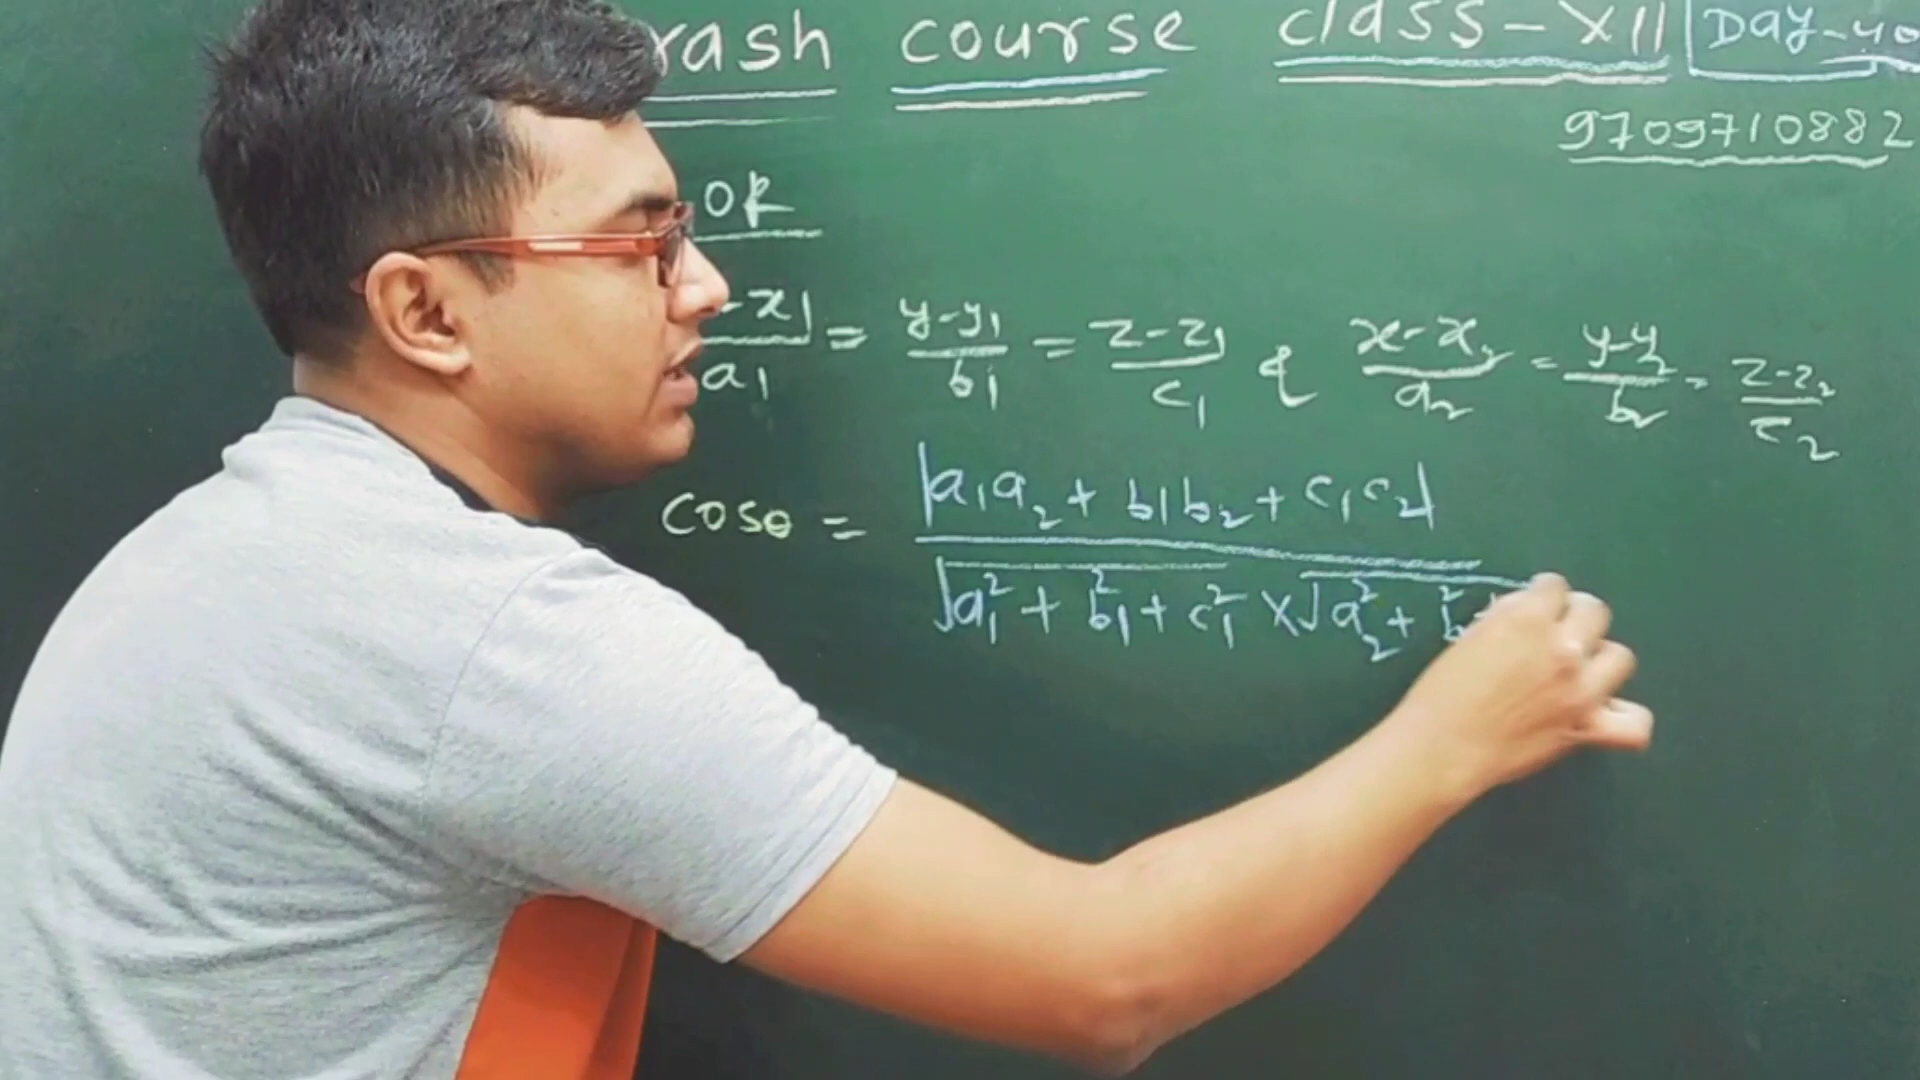 rash course class-XII Day-40
9709710882
OR
-x1/a1 = y-y1/b1 = z-z1/c1 & x-x2/a2 = y-y2/b2 = z-z2/c2
cosθ = |a1a2 + b1b2 + c1c2| / √a1² + b1² + c1² × √a2² + b2² +